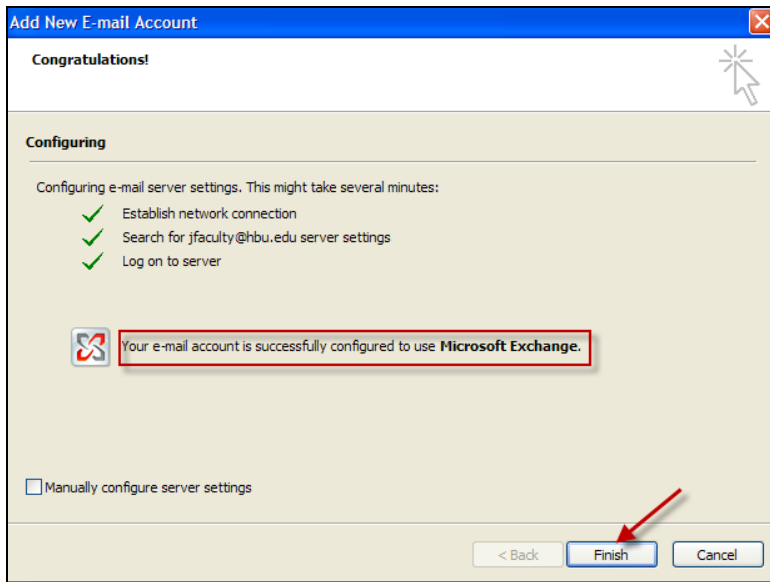 Add New E-mail Account
Congratulations!
Configuring
Configuring e-mail server settings. This might take several minutes:
Establish network connection
Search for jfaculty@hbu.edu server settings
Log on to server
Your e-mail account is successfully configured to use Microsoft Exchange.
Manually configure server settings
< Back Finish Cancel